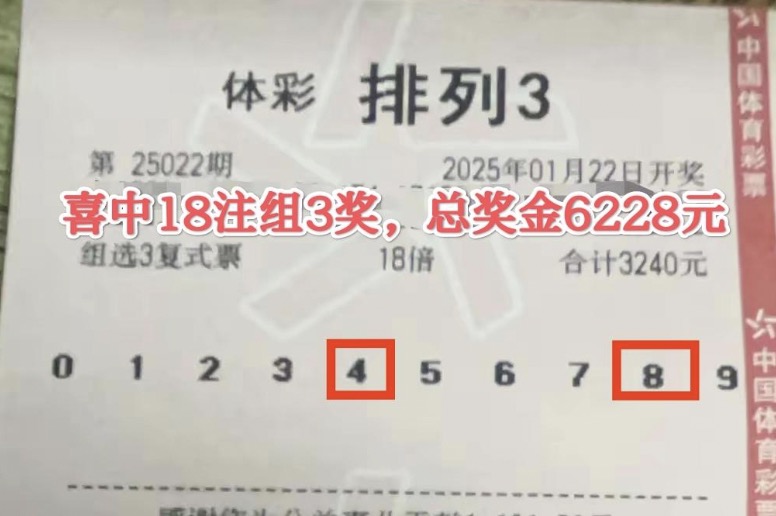 体彩 排列3
第 25022期 2025年01月22日开奖
喜中18注组3奖，总奖金6228元
组选3复式票 18倍 合计3240元
0 1 2 3 4 5 6 7 8 9
中国体育彩票
中国体育彩票